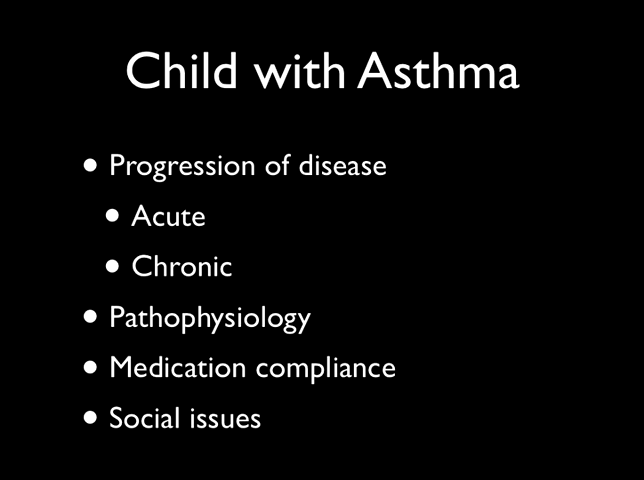 Child with Asthma
• Progression of disease
• Acute
• Chronic
• Pathophysiology
• Medication compliance
• Social issues